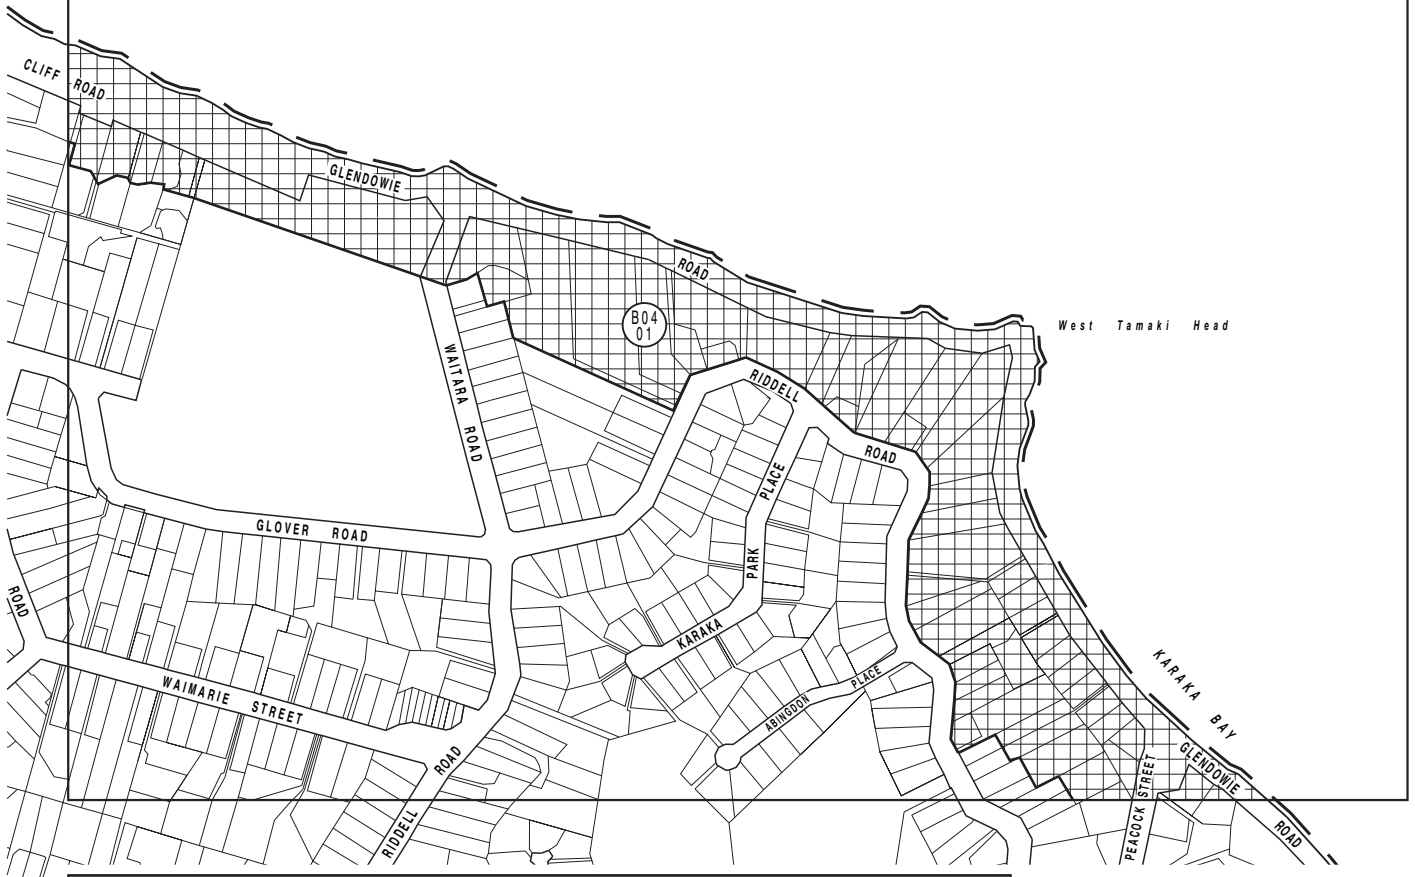 CLIFF ROAD
GLENDOWIE
ROAD
West Tamaki Head
B04
01
WAITARA ROAD
RIDDELL
ROAD
PLACE
PARK
GLOVER ROAD
ROAD
KARAKA
KARAKA BAY
WAIMARIE STREET
ABINGDON PLACE
ROAD
RIDDELL
GLENDOWIE
ROAD
PEACOCK STREET